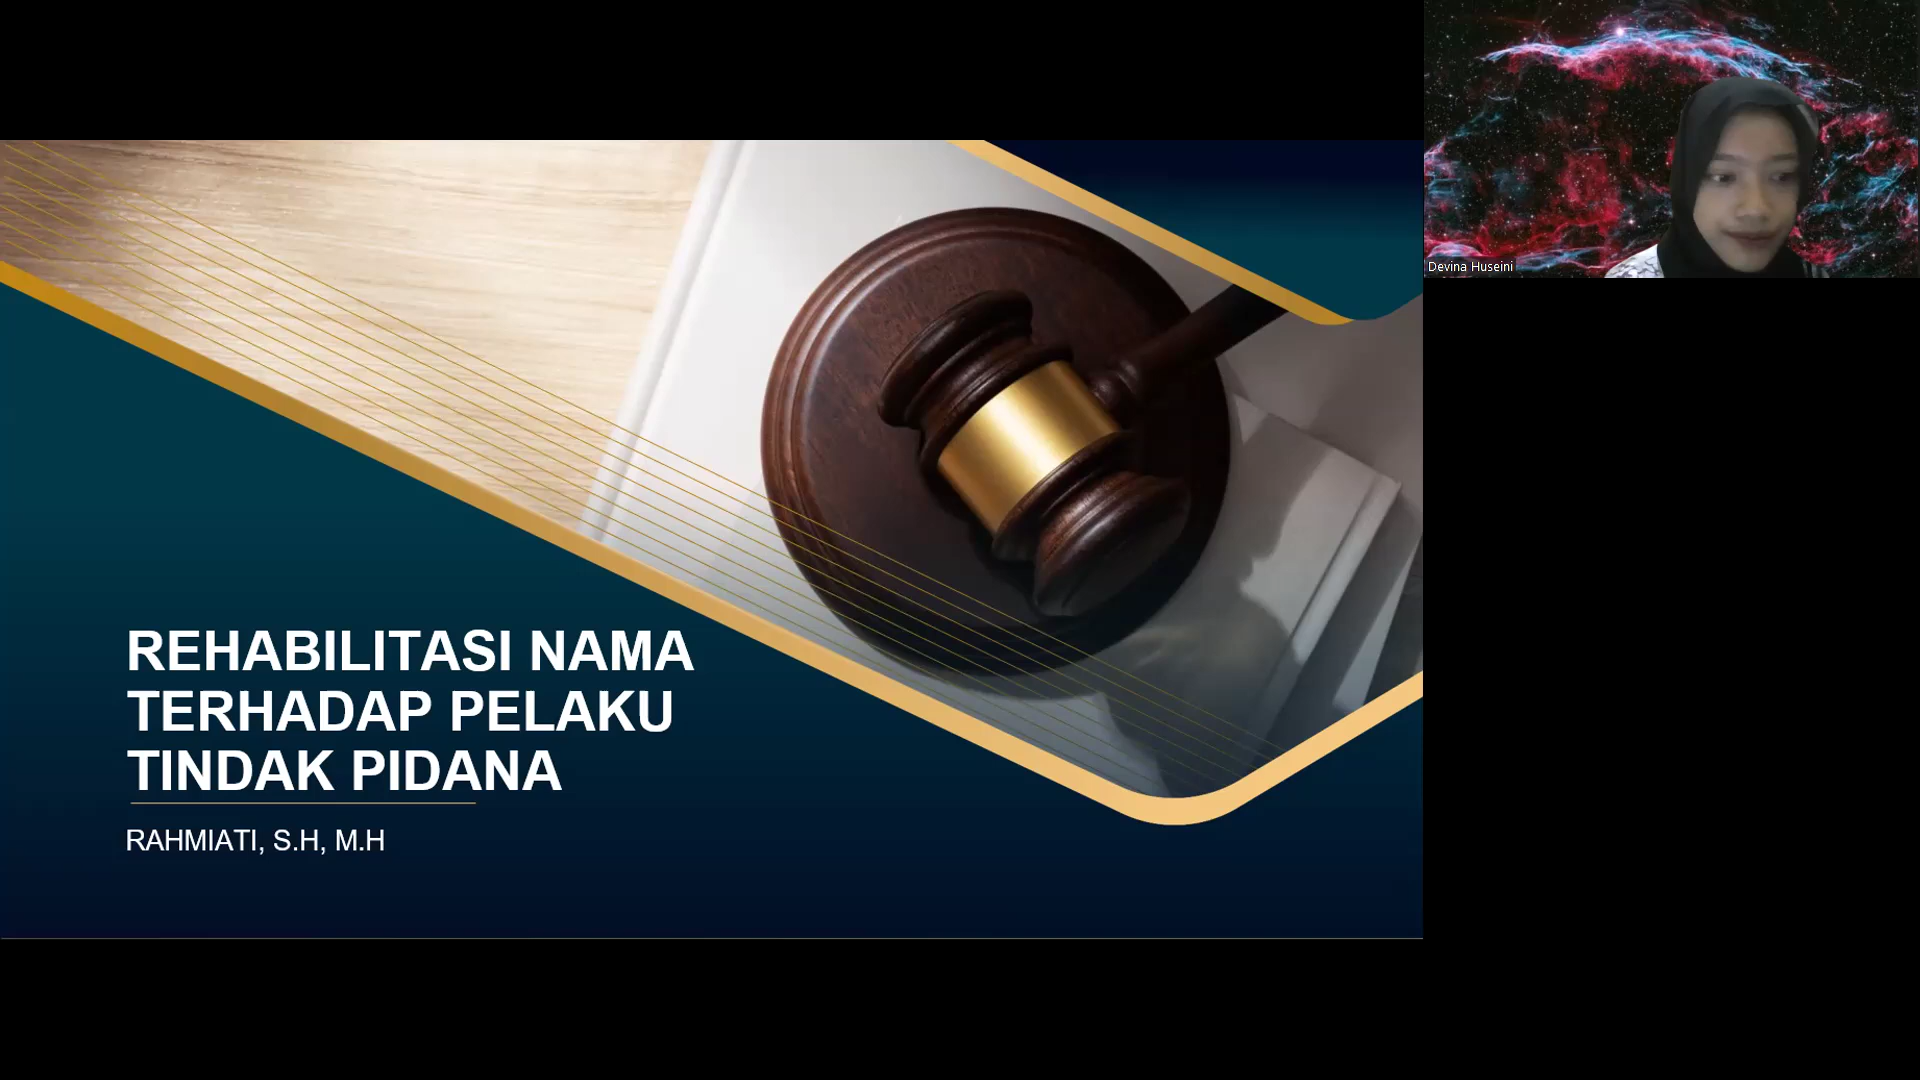 REHABILITASI NAMA
TERHADAP PELAKU
TINDAK PIDANA
RAHMIATI, S.H, M.H
Devina Huseini